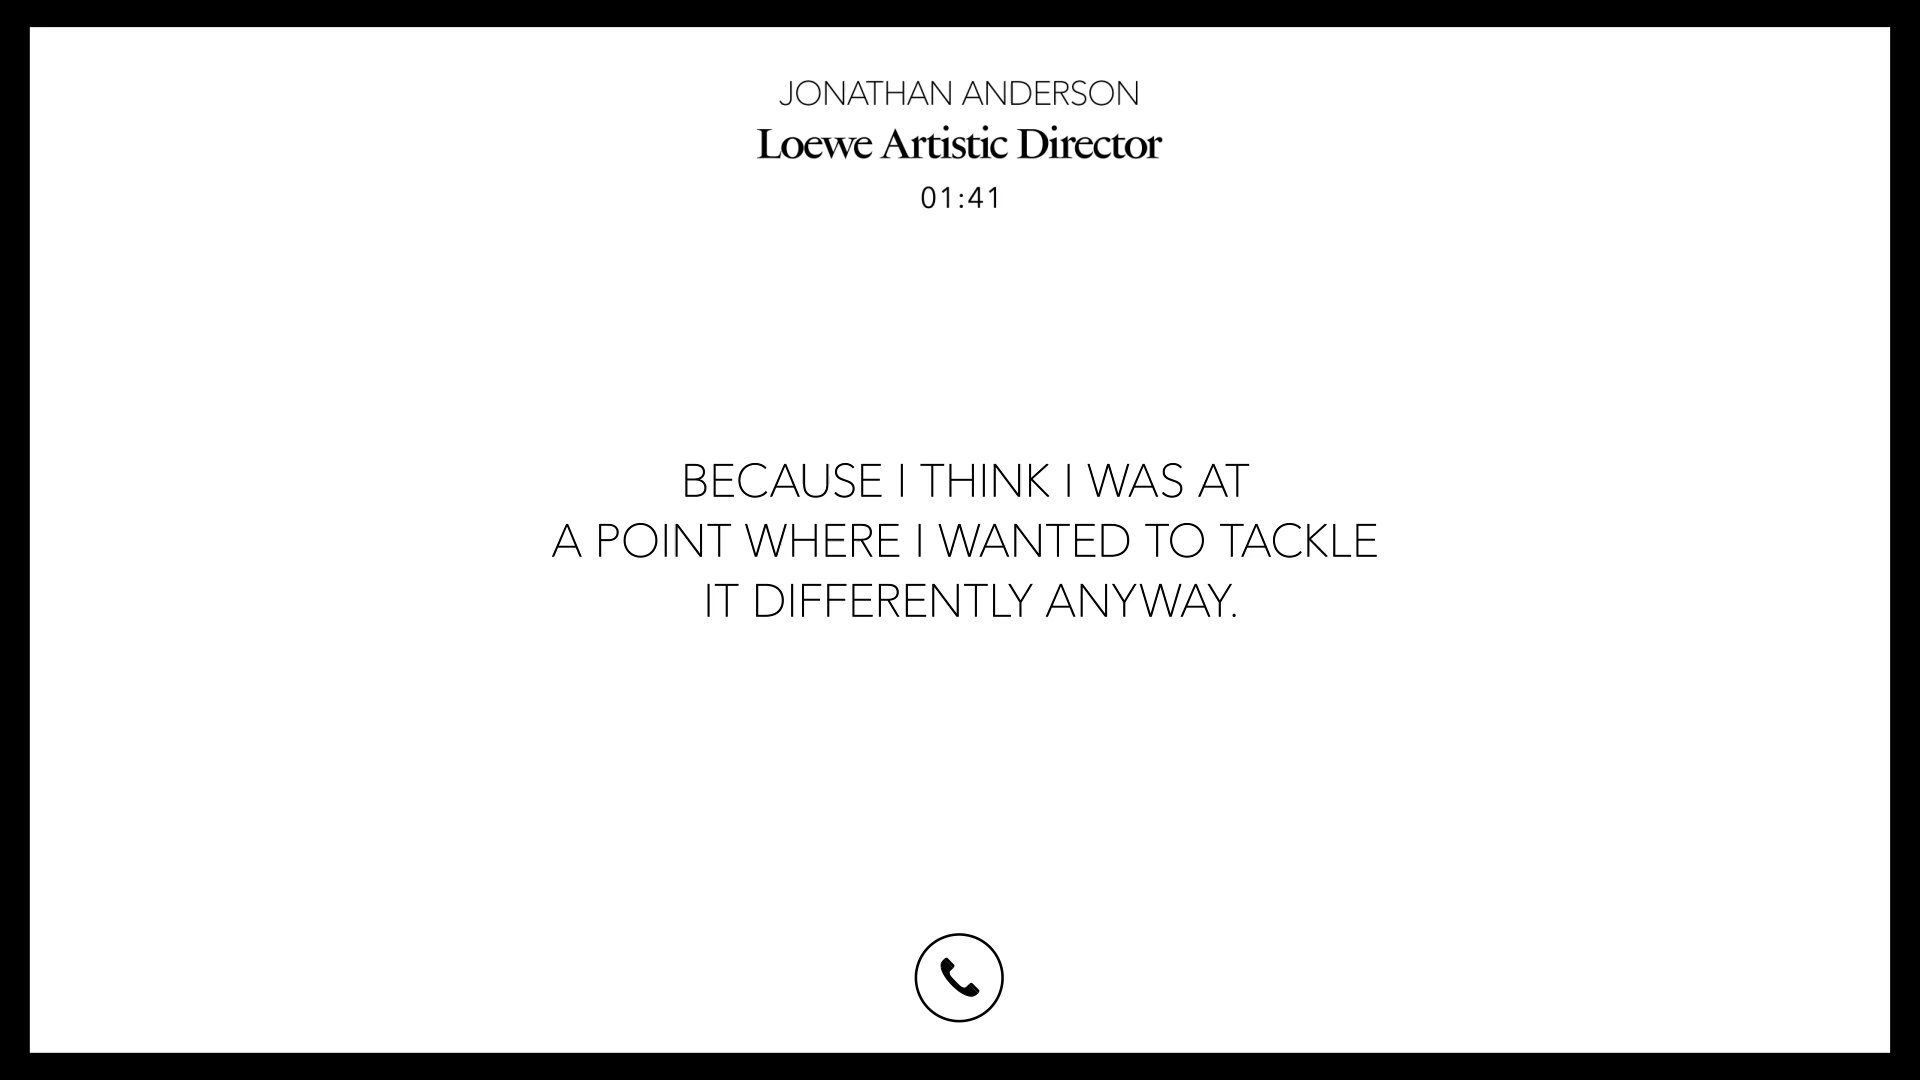 JONATHAN ANDERSON
Loewe Artistic Director
01:41
BECAUSE I THINK I WAS AT
A POINT WHERE I WANTED TO TACKLE
IT DIFFERENTLY ANYWAY.